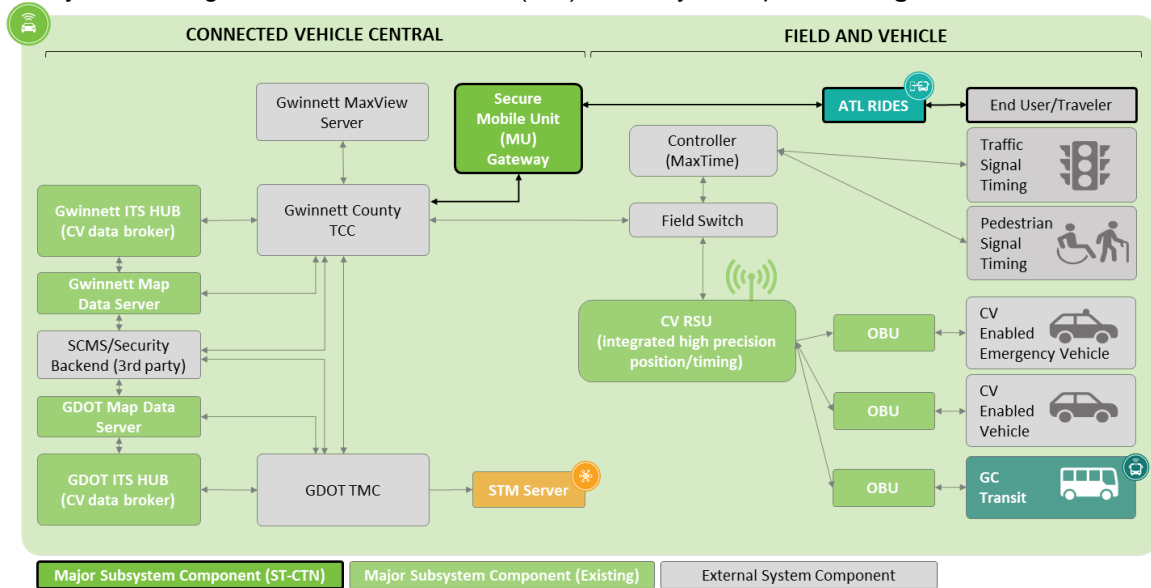 CONNECTED VEHICLE CENTRAL
FIELD AND VEHICLE
Gwinnett MaxView
Server
Secure
Mobile Unit
(MU)
Gateway
ATL RIDES
End User/Traveler
Controller
(MaxTime)
Traffic
Signal
Timing
Gwinnett ITS HUB
(CV data broker)
Gwinnett County
TCC
Field Switch
Pedestrian
Signal
Timing
Gwinnett Map
Data Server
SCMS/Security
Backend (3rd party)
CV RSU
(integrated high precision
position/timing)
OBU
CV
Enabled
Emergency Vehicle
GDOT Map Data
Server
OBU
CV
Enabled
Vehicle
GDOT ITS HUB
(CV data broker)
GDOT TMC
STM Server
OBU
GC
Transit
Major Subsystem Component (ST-CTN)
Major Subsystem Component (Existing)
External System Component